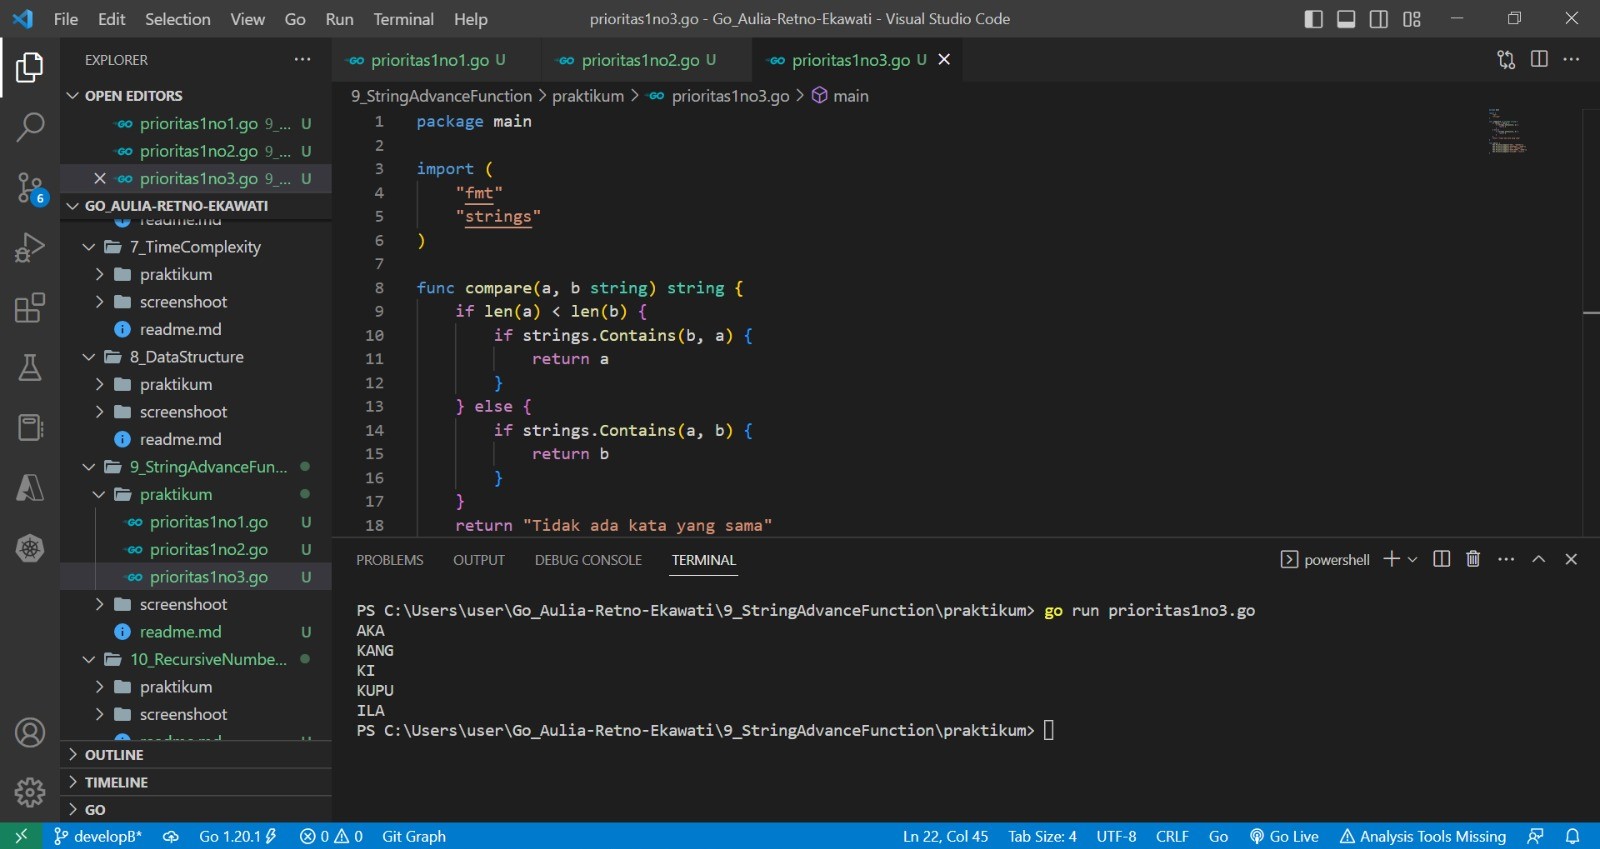 File Edit Selection View Go Run Terminal Help
prioritas1no3.go - Go_Aulia-Retno-Ekawati - Visual Studio Code
EXPLORER
OPEN EDITORS
prioritas1no1.go 9_... U
prioritas1no2.go 9_... U
prioritas1no3.go 9_... U
GO_AULIA-RETNO-EKAWATI
readme.md
7_TimeComplexity
praktikum
screenshoot
readme.md
8_DataStructure
praktikum
screenshoot
readme.md
9_StringAdvanceFun...
praktikum
prioritas1no1.go U
prioritas1no2.go U
prioritas1no3.go U
screenshoot
readme.md U
10_RecursiveNumbe...
praktikum
screenshoot
readme.md
OUTLINE
TIMELINE
GO
6
prioritas1no1.go U
prioritas1no2.go U
prioritas1no3.go U
9_StringAdvanceFunction > praktikum > prioritas1no3.go > main
1 package main
2
3 import (
4 "fmt"
5 "strings"
6 )
7
8 func compare(a, b string) string {
9 if len(a) < len(b) {
10 if strings.Contains(b, a) {
11 return a
12 }
13 } else {
14 if strings.Contains(a, b) {
15 return b
16 }
17 }
18 return "Tidak ada kata yang sama"
PROBLEMS OUTPUT DEBUG CONSOLE TERMINAL
powershell
PS C:\Users\user\Go_Aulia-Retno-Ekawati\9_StringAdvanceFunction\praktikum> go run prioritas1no3.go
AKA
KANG
KI
KUPU
ILA
PS C:\Users\user\Go_Aulia-Retno-Ekawati\9_StringAdvanceFunction\praktikum>
developB* Go 1.20.1 0 0 Git Graph
Ln 22, Col 45 Tab Size: 4 UTF-8 CRLF Go Go Live Analysis Tools Missing